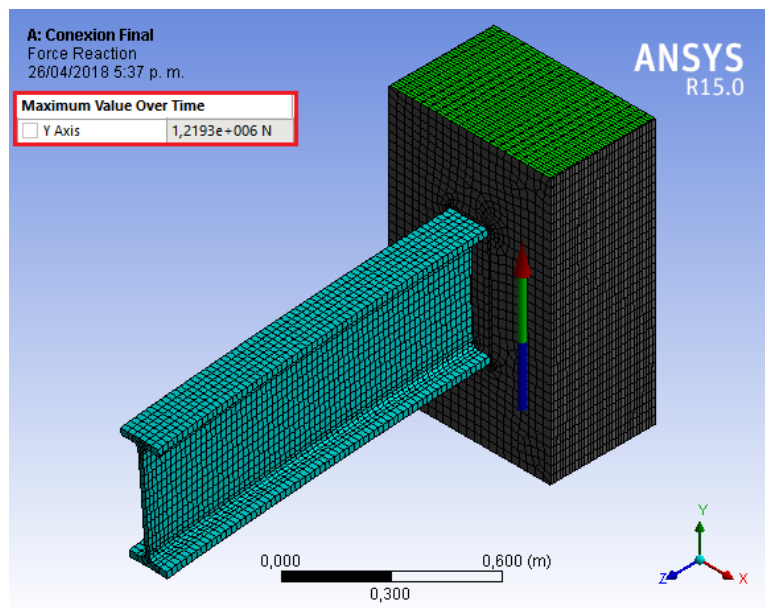 A: Conexion Final
Force Reaction
26/04/2018 5:37 p. m.
ANSYS
R15.0
Maximum Value Over Time
Y Axis 1,2193e+006 N
0,000 0,600 (m)
0,300
Y
Z X